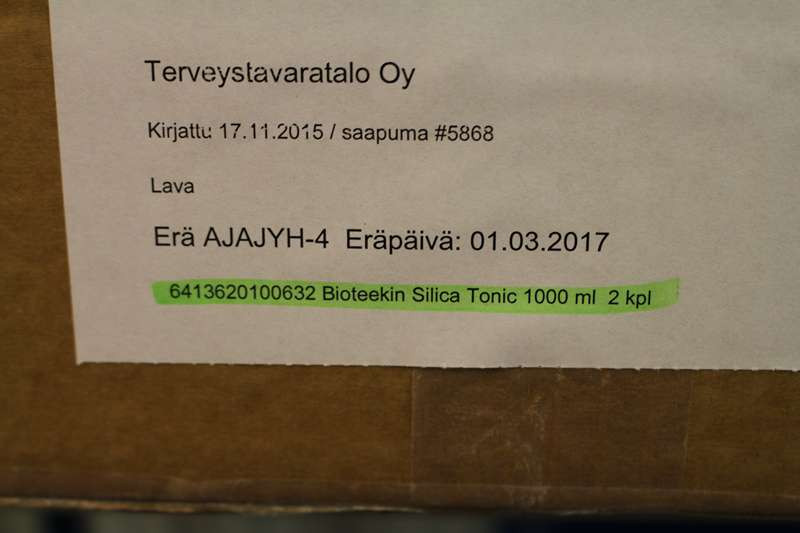 Terveystavaratalo Oy
Kirjattu 17.11.2015 / saapuma #5868
Lava
Erä AJAJYH-4 Eräpäivä: 01.03.2017
6413620100632 Bioteekin Silica Tonic 1000 ml 2 kpl